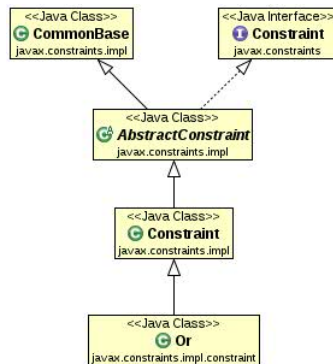 <<Java Class>>
CommonBase
javax.constraints.impl
<<Java Interface>>
Constraint
javax.constraints
<<Java Class>>
AbstractConstraint
javax.constraints.impl
<<Java Class>>
Constraint
javax.constraints.impl
<<Java Class>>
Or
javax.constraints.impl.constraint